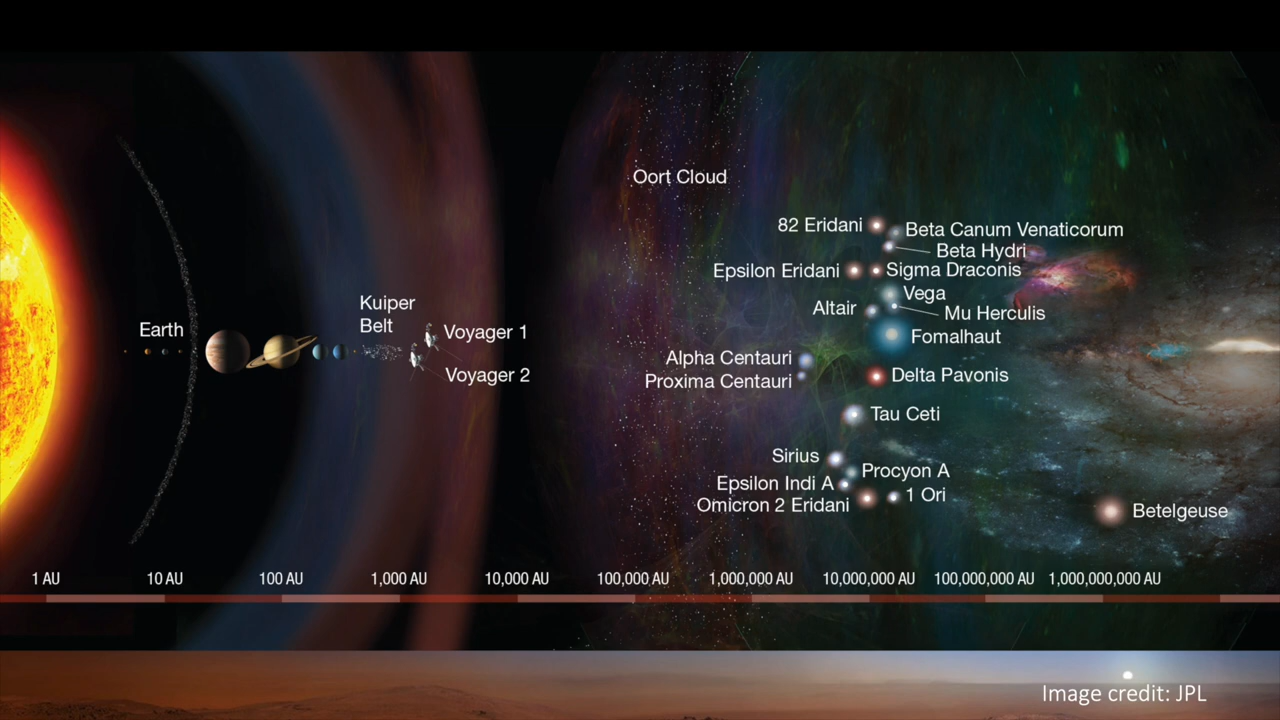 Oort Cloud
82 Eridani
Beta Canum Venaticorum
Beta Hydri
Epsilon Eridani
Sigma Draconis
Vega
Altair
Mu Herculis
Kuiper
Belt
Earth
Voyager 1
Fomalhaut
Alpha Centauri
Proxima Centauri
Voyager 2
Delta Pavonis
Tau Ceti
Sirius
Procyon A
Epsilon Indi A
1 Ori
Omicron 2 Eridani
Betelgeuse
1 AU 10 AU 100 AU 1,000 AU 10,000 AU 100,000 AU 1,000,000 AU 10,000,000 AU 100,000,000 AU 1,000,000,000 AU
Image credit: JPL